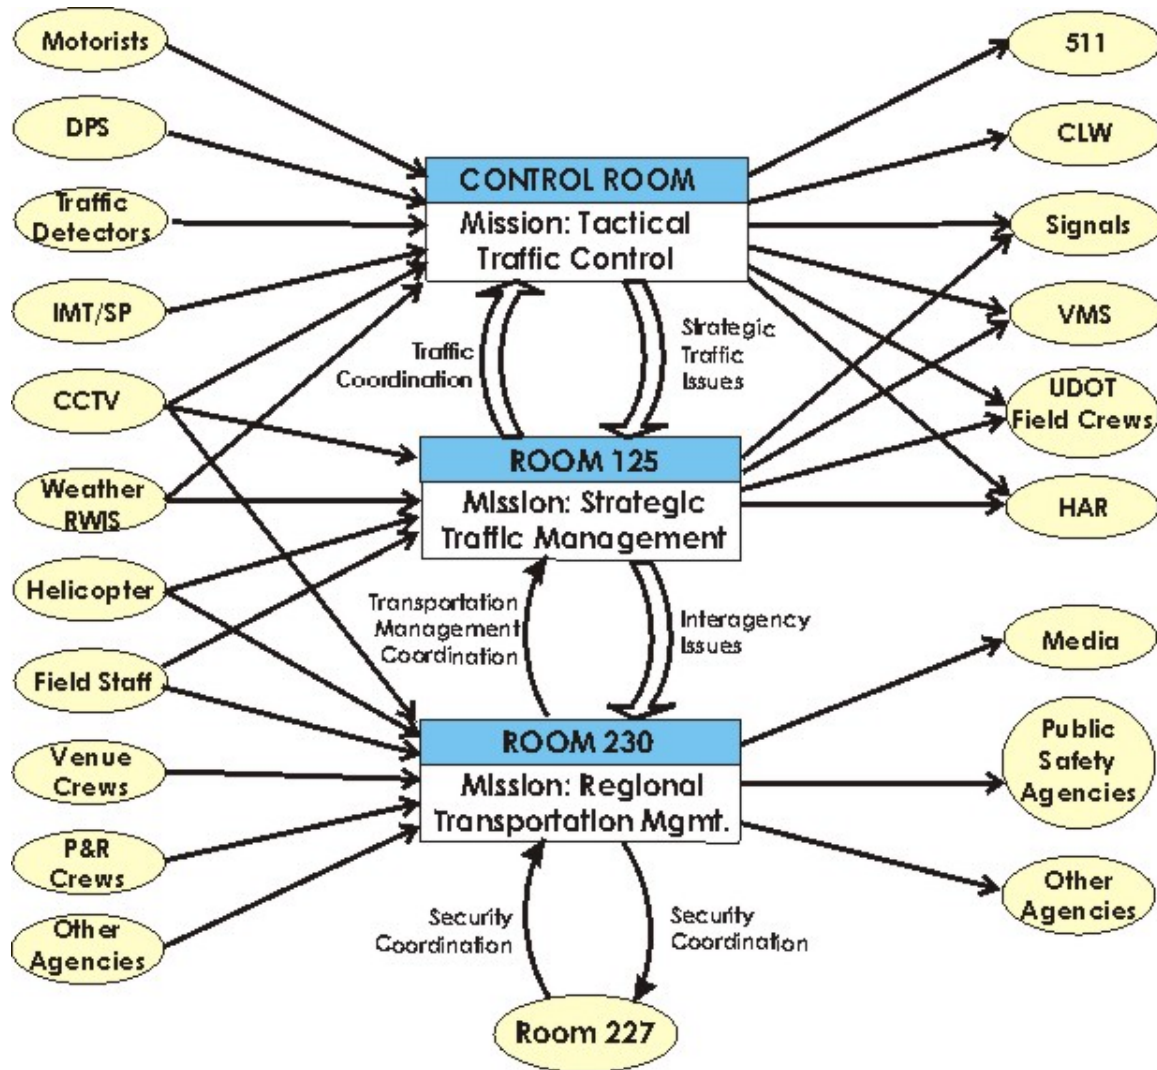 Motorists
DPS
Traffic
Detectors
IMT/SP
CCTV
Weather
RWIS
Helicopter
Field Staff
Venue
Crews
P&R
Crews
Other
Agencies
CONTROL ROOM
Mission: Tactical
Traffic Control
Traffic
Coordination
Strategic
Traffic
Issues
ROOM 125
Mission: Strategic
Traffic Management
Transportation
Management
Coordination
Interagency
Issues
ROOM 230
Mission: Regional
Transportation Mgmt.
Security
Coordination
Security
Coordination
Room 227
511
CLW
Signals
VMS
UDOT
Field Crews
HAR
Media
Public
Safety
Agencies
Other
Agencies